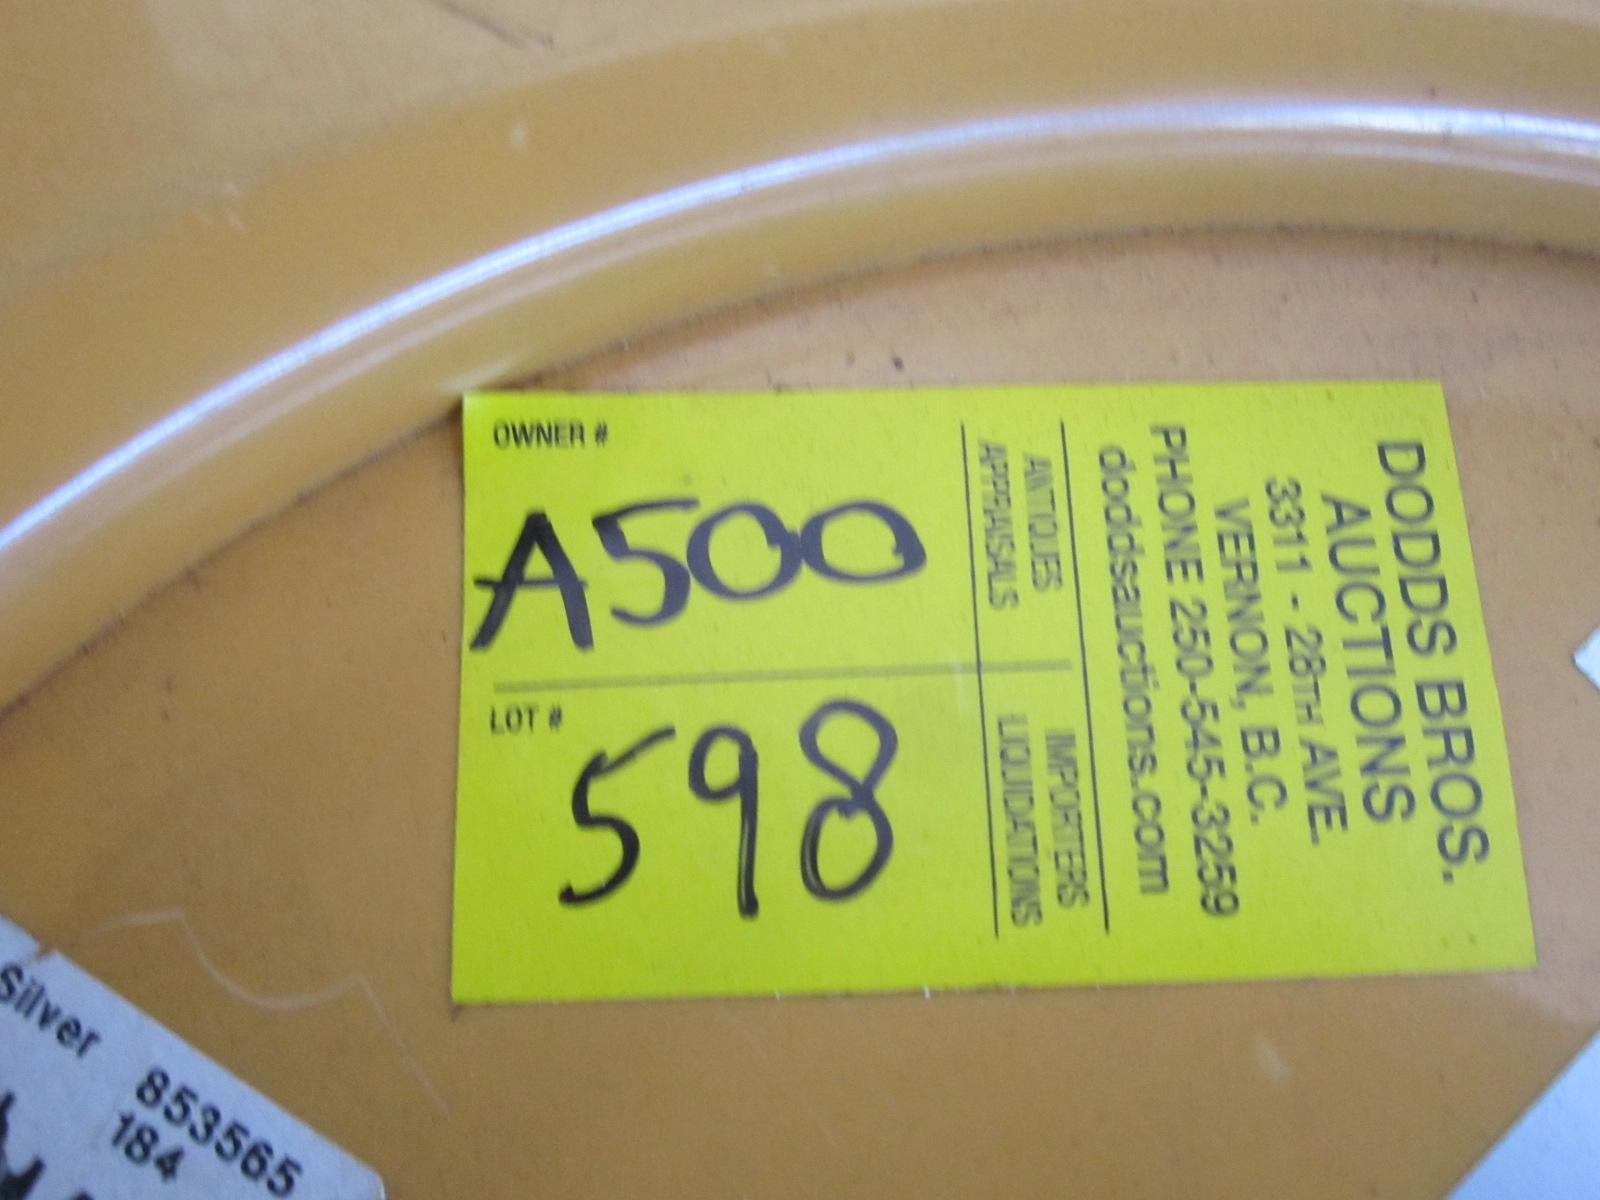 OWNER #
A500
LOT #
598
ANTIQUES
APPRAISALS
IMPORTERS
LIQUIDATIONS
DODDS BROS.
AUCTIONS
3311 - 28TH AVE.
VERNON, B.C.
PHONE 250-545-3259
doddsauctions.com
Silver
853565
184